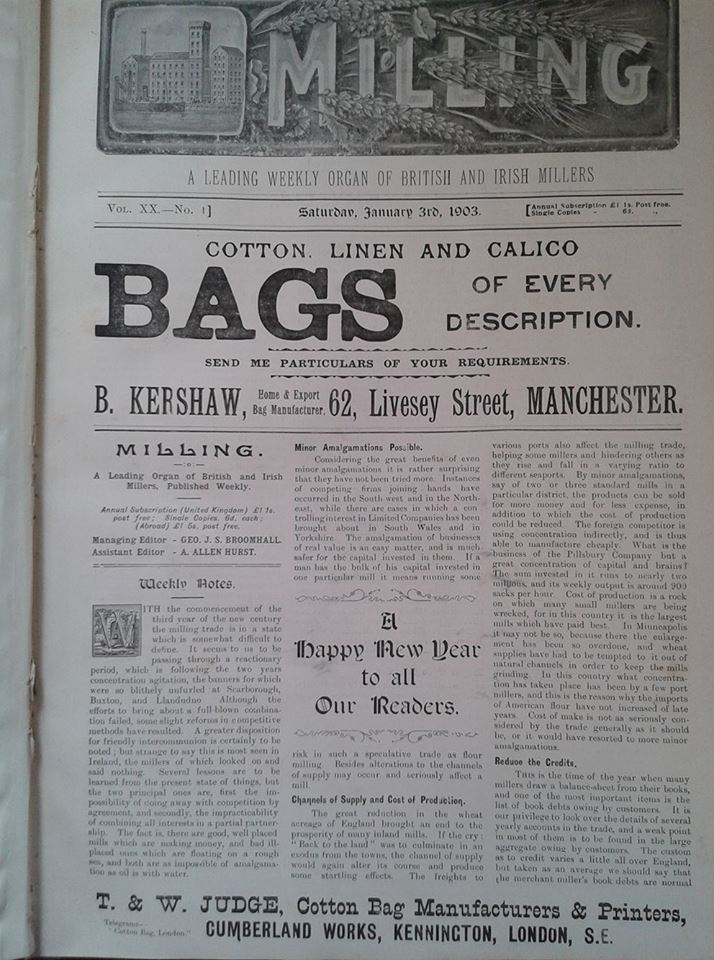 MILLING
A LEADING WEEKLY ORGAN OF BRITISH AND IRISH MILLERS
VOL. XX.—No. 1]
Saturday, January 3rd, 1903.
[Annual Subscription £1 1s. Post free.
Single Copies - 6d. „
COTTON, LINEN AND CALICO
BAGS OF EVERY
DESCRIPTION.
SEND ME PARTICULARS OF YOUR REQUIREMENTS.
B. KERSHAW, Home & Export
Bag Manufacturer, 62, Livesey Street, MANCHESTER.
MILLING.
—:o:—
A Leading Organ of British and Irish
Millers, Published Weekly.
Annual Subscription (United Kingdom) £1 1s.
post free; Single Copies, 6d. each;
(Abroad) £1 5s. post free.
Managing Editor - GEO. J. S. BROOMHALL.
Assistant Editor - A. ALLEN HURST.
Weekly Notes.
WITH the commencement of the
third year of the new century
the milling trade is in a state
which is somewhat difficult to
define. It seems to us to be
passing through a reactionary
period, which is following the two years
concentration agitation, the banners for which
were so blithely unfurled at Scarborough,
Buxton, and Llandudno Although the
efforts to bring about a full-blown combina-
tion failed, some slight reforms in competitive
methods have resulted. A greater disposition
for friendly intercommunion is certainly to be
noted; but strange to say this is most seen in
Ireland, the millers of which looked on and
said nothing. Several lessons are to be
learned from the present state of things, but
the two principal ones are, first the im-
possibility of doing away with competition by
agreement, and secondly, the impracticability
of combining all interests in a partial partner-
ship. The fact is, there are good, well placed
mills which are making money, and bad ill-
placed ones which are floating on a rough
sea, and both are as impossible of amalgama-
tion as oil is with water.
Minor Amalgamations Possible.
Considering the great benefits of even
minor amalgamations it is rather surprising
that they have not been tried more. Instances
of competing firms joining hands have
occurred in the South-west and in the North-
east, while there are cases in which a con
trolling interest in Limited Companies has been
brought about in South Wales and in
Yorkshire. The amalgamation of businesses
of real value is an easy matter, and is much
safer for the capital invested in them. If a
man has the bulk of his capital invested in
one particular mill it means running some
A
Happy New Year
to all
Our Readers.
risk in such a speculative trade as flour
milling. Besides alterations to the channels
of supply may occur and seriously affect a
mill.
Channels of Supply and Cost of Production.
The great reduction in the wheat
acreage of England brought an end to the
prosperity of many inland mills. If the cry:
"Back to the land" was to culminate in an
exodus from the towns, the channel of supply
would again alter its course and produce
some startling effects. The freights to
various ports also affect the milling trade,
helping some millers and hindering others as
they rise and fall in a varying ratio to
different seaports. By minor amalgamations,
say of two or three standard mills in a
particular district, the products can be sold
for more money and for less expense, in
addition to which the cost of production
could be reduced. The foreign competitor is
using concentration indirectly, and is thus
able to manufacture cheaply. What is the
business of the Pillsbury Company but a
great concentration of capital and brains?
The sum invested in it runs to nearly two
millions, and its weekly output is around 900
sacks per hour. Cost of production is a rock
on which many small millers are being
wrecked, for in this country it is the largest
mills which have paid best. In Minneapolis
it may not be so, because there the enlarge-
ment has been so overdone, and wheat
supplies have had to be tempted to it out of
natural channels in order to keep the mills
grinding. In this country what concentra-
tion has taken place has been by a few port
millers, and this is the reason why the imports
of American flour have not increased of late
years. Cost of make is not as seriously con-
sidered by the trade generally as it should
be, or it would have resorted to more minor
amalgamations.
Reduce the Credits.
THIS is the time of the year when many
millers draw a balance-sheet from their books,
and one of the most important items is the
list of book debts owing by customers. It is
our privilege to look over the details of several
yearly accounts in the trade, and a weak point
in most of them is to be found in the large
aggregate owing by customers. The custom
as to credit varies a little all over England,
but taken as an average we should say that
the merchant miller's book debts are normal
T. & W. JUDGE, Cotton Bag Manufacturers & Printers,
Telegrams—
"Cotton Bag, London."
CUMBERLAND WORKS, KENNINGTON, LONDON, S.E.